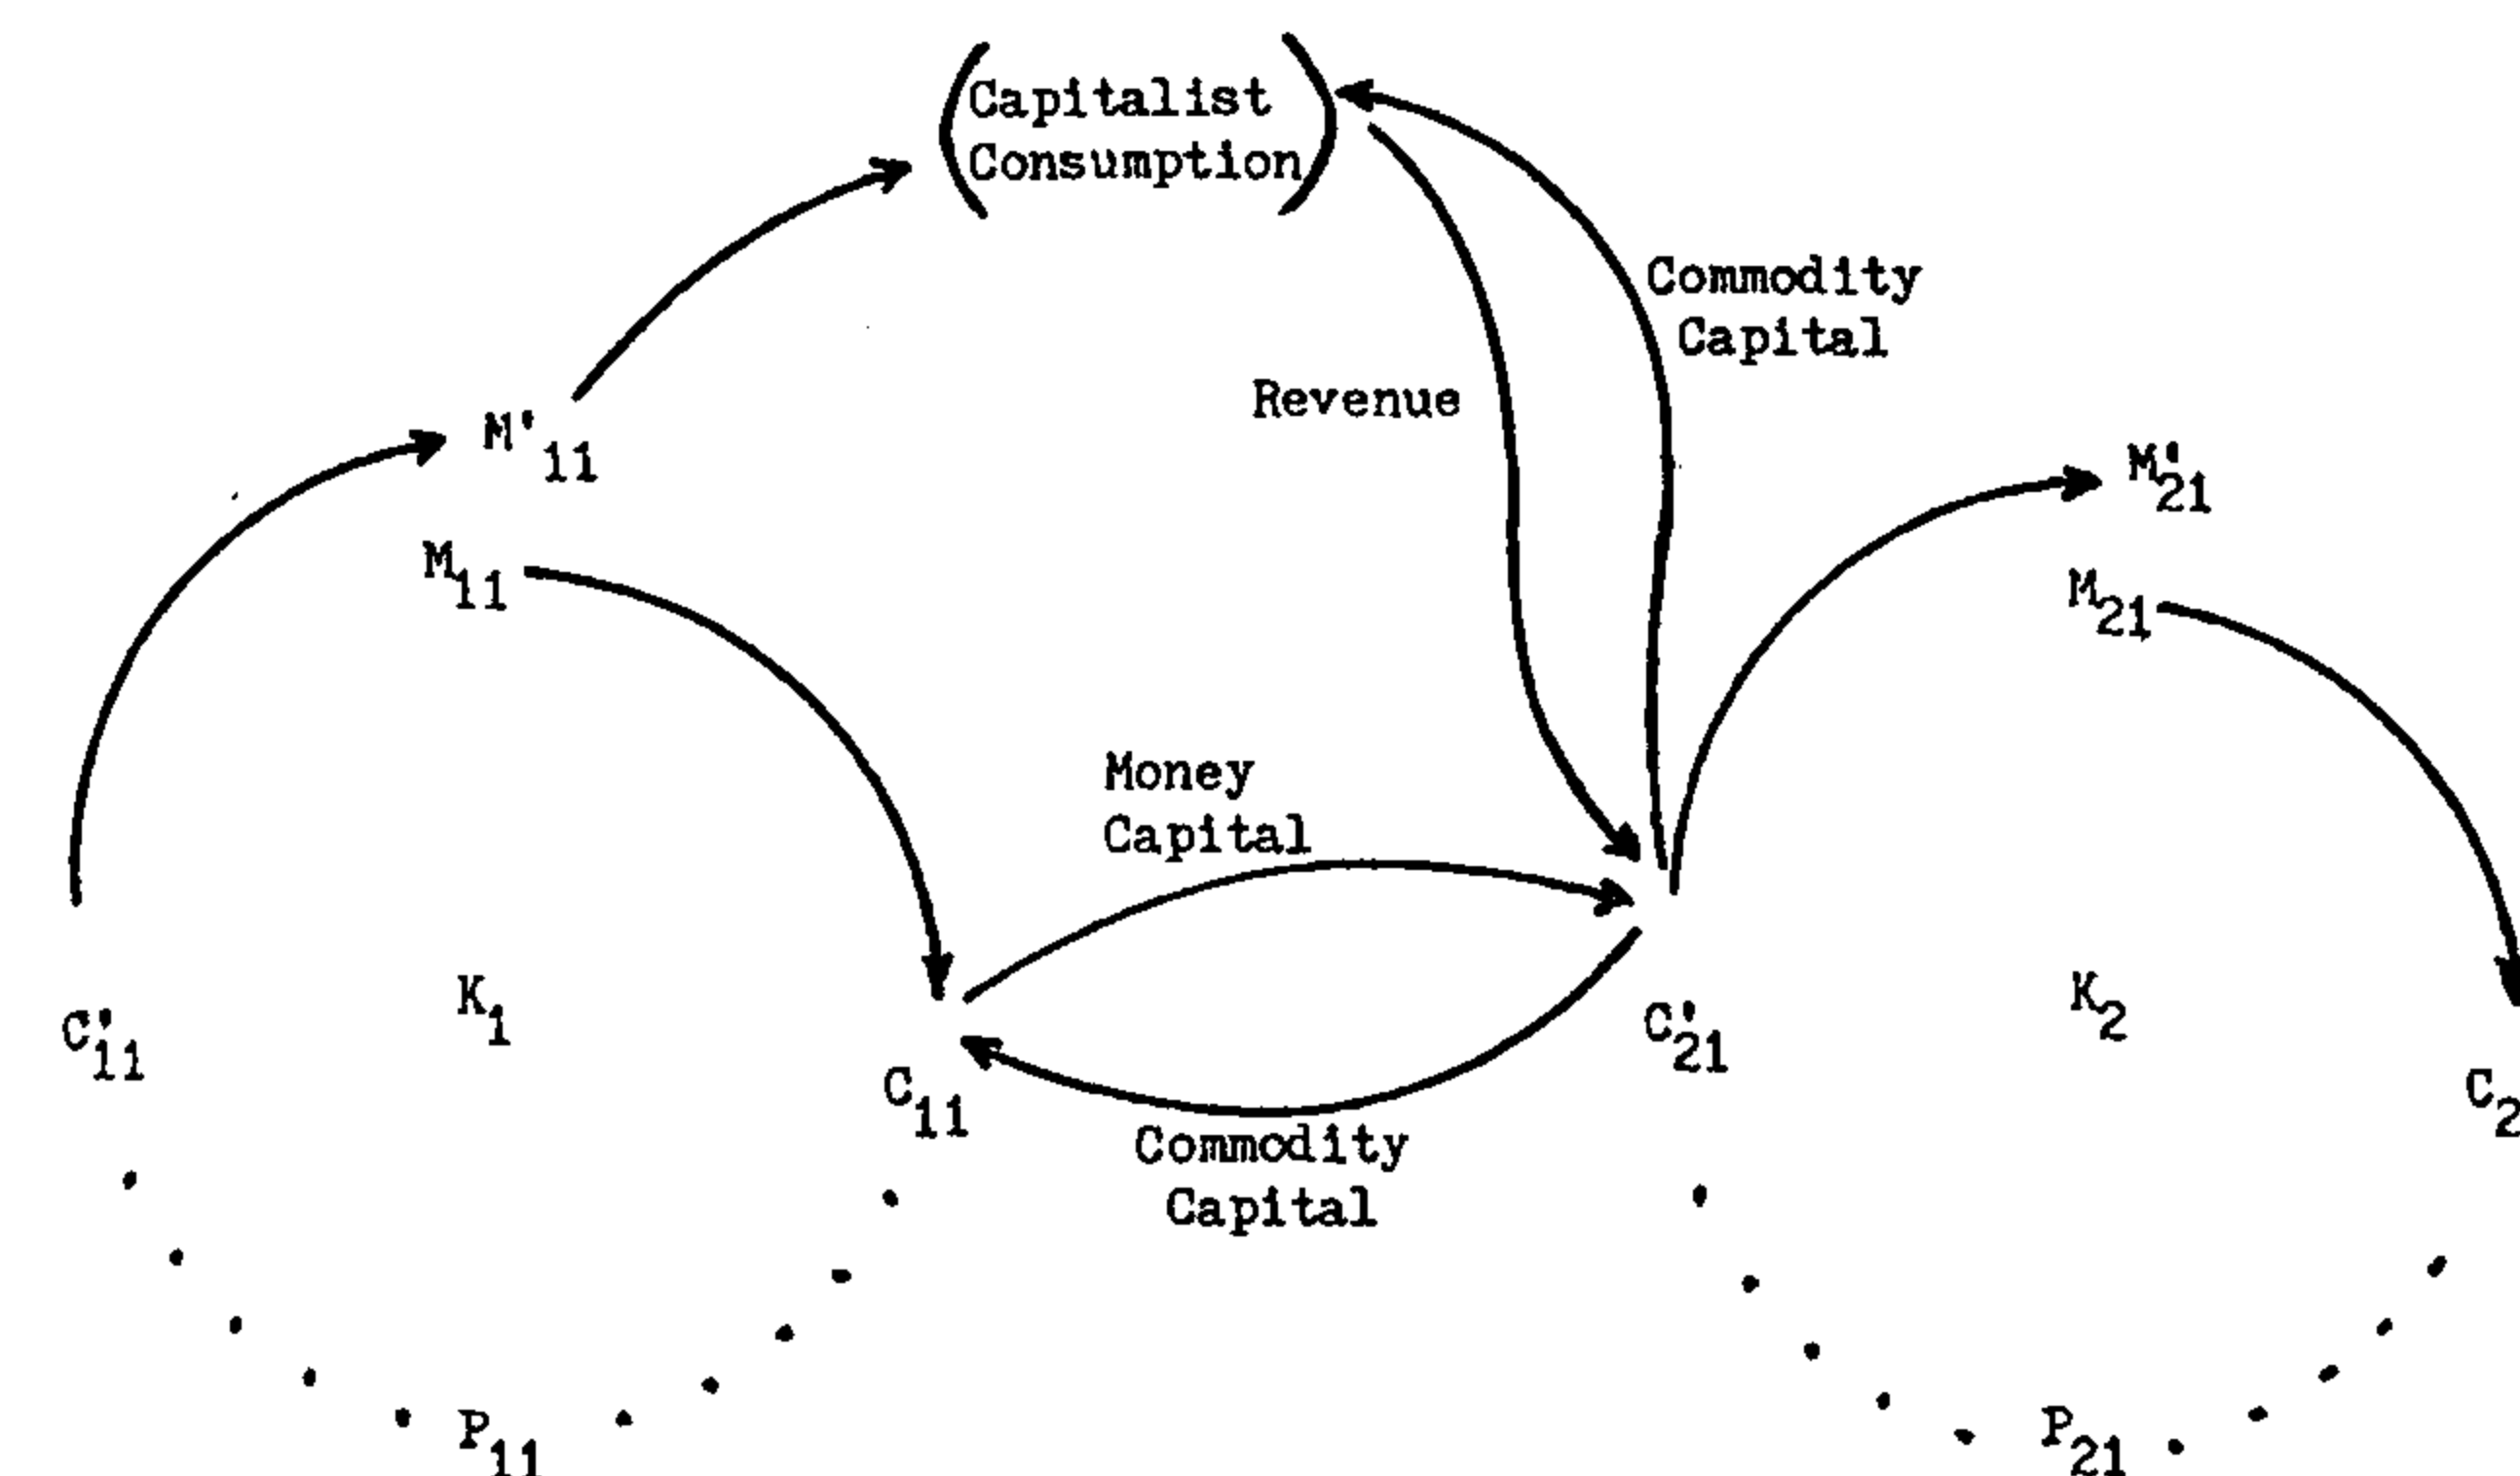 Capitalist
Consumption
Commodity
Capital
Revenue
M'11
M'21
M11
M21
Money
Capital
K1
K2
C'11
C'21
C11
C2
Commodity
Capital
P11
P21